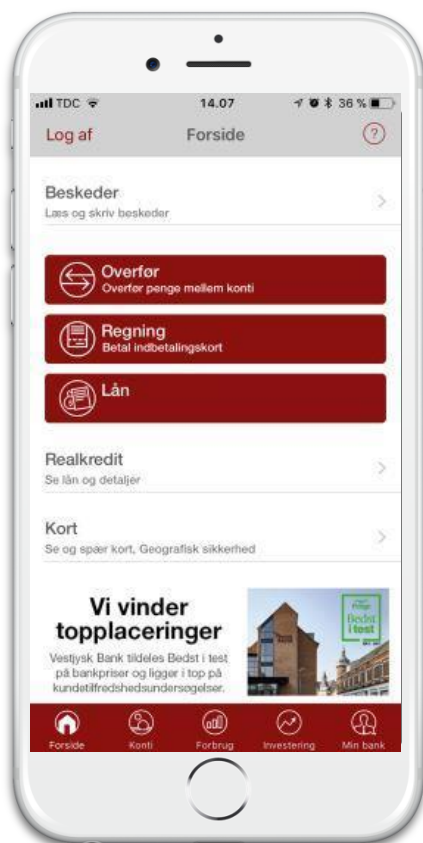 TDC 14.07 36 %
Log af Forside ?
Beskeder
Læs og skriv beskeder
Overfør
Overfør penge mellem konti
Regning
Betal indbetalingskort
Lån
Realkredit
Se lån og detaljer
Kort
Se og spær kort, Geografisk sikkerhed
Vi vinder
topplaceringer
Vestjysk Bank tildeles Bedst i test
på bankpriser og ligger i top på
kundetilfredshedsundersøgelser.
Bedst
i test
Forside Konti Forbrug Investering Min bank